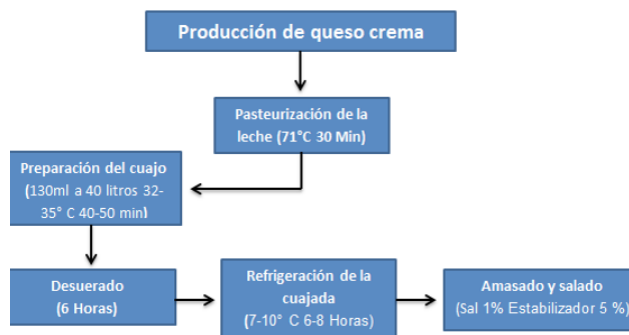 Producción de queso crema
Pasteurización de la
leche (71°C 30 Min)
Preparación del cuajo
(130ml a 40 litros 32-
35° C 40-50 min)
Desuerado
(6 Horas)
Refrigeración de la
cuajada
(7-10° C 6-8 Horas)
Amasado y salado
(Sal 1% Estabilizador 5 %)